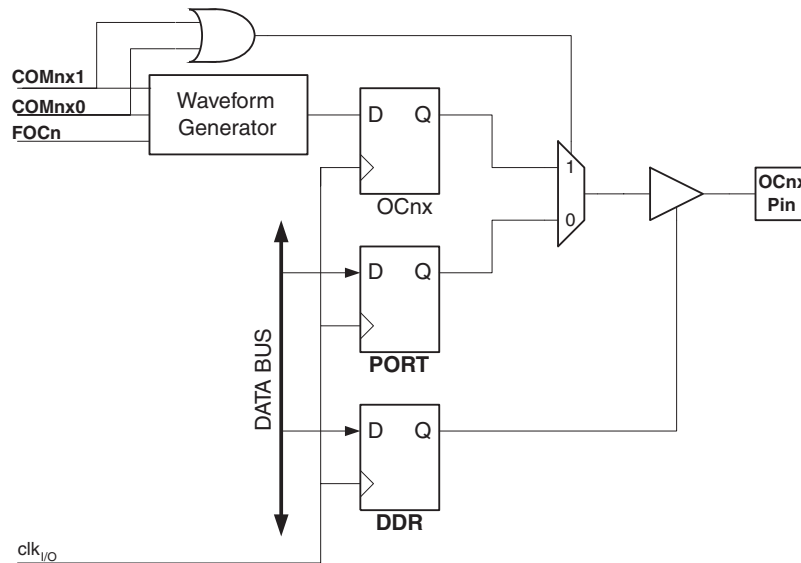 COMnx1
COMnx0
FOCn
Waveform
Generator
D Q
OCnx
1
0
OCnx
Pin
D Q
PORT
DATA BUS
D Q
DDR
clkI/O